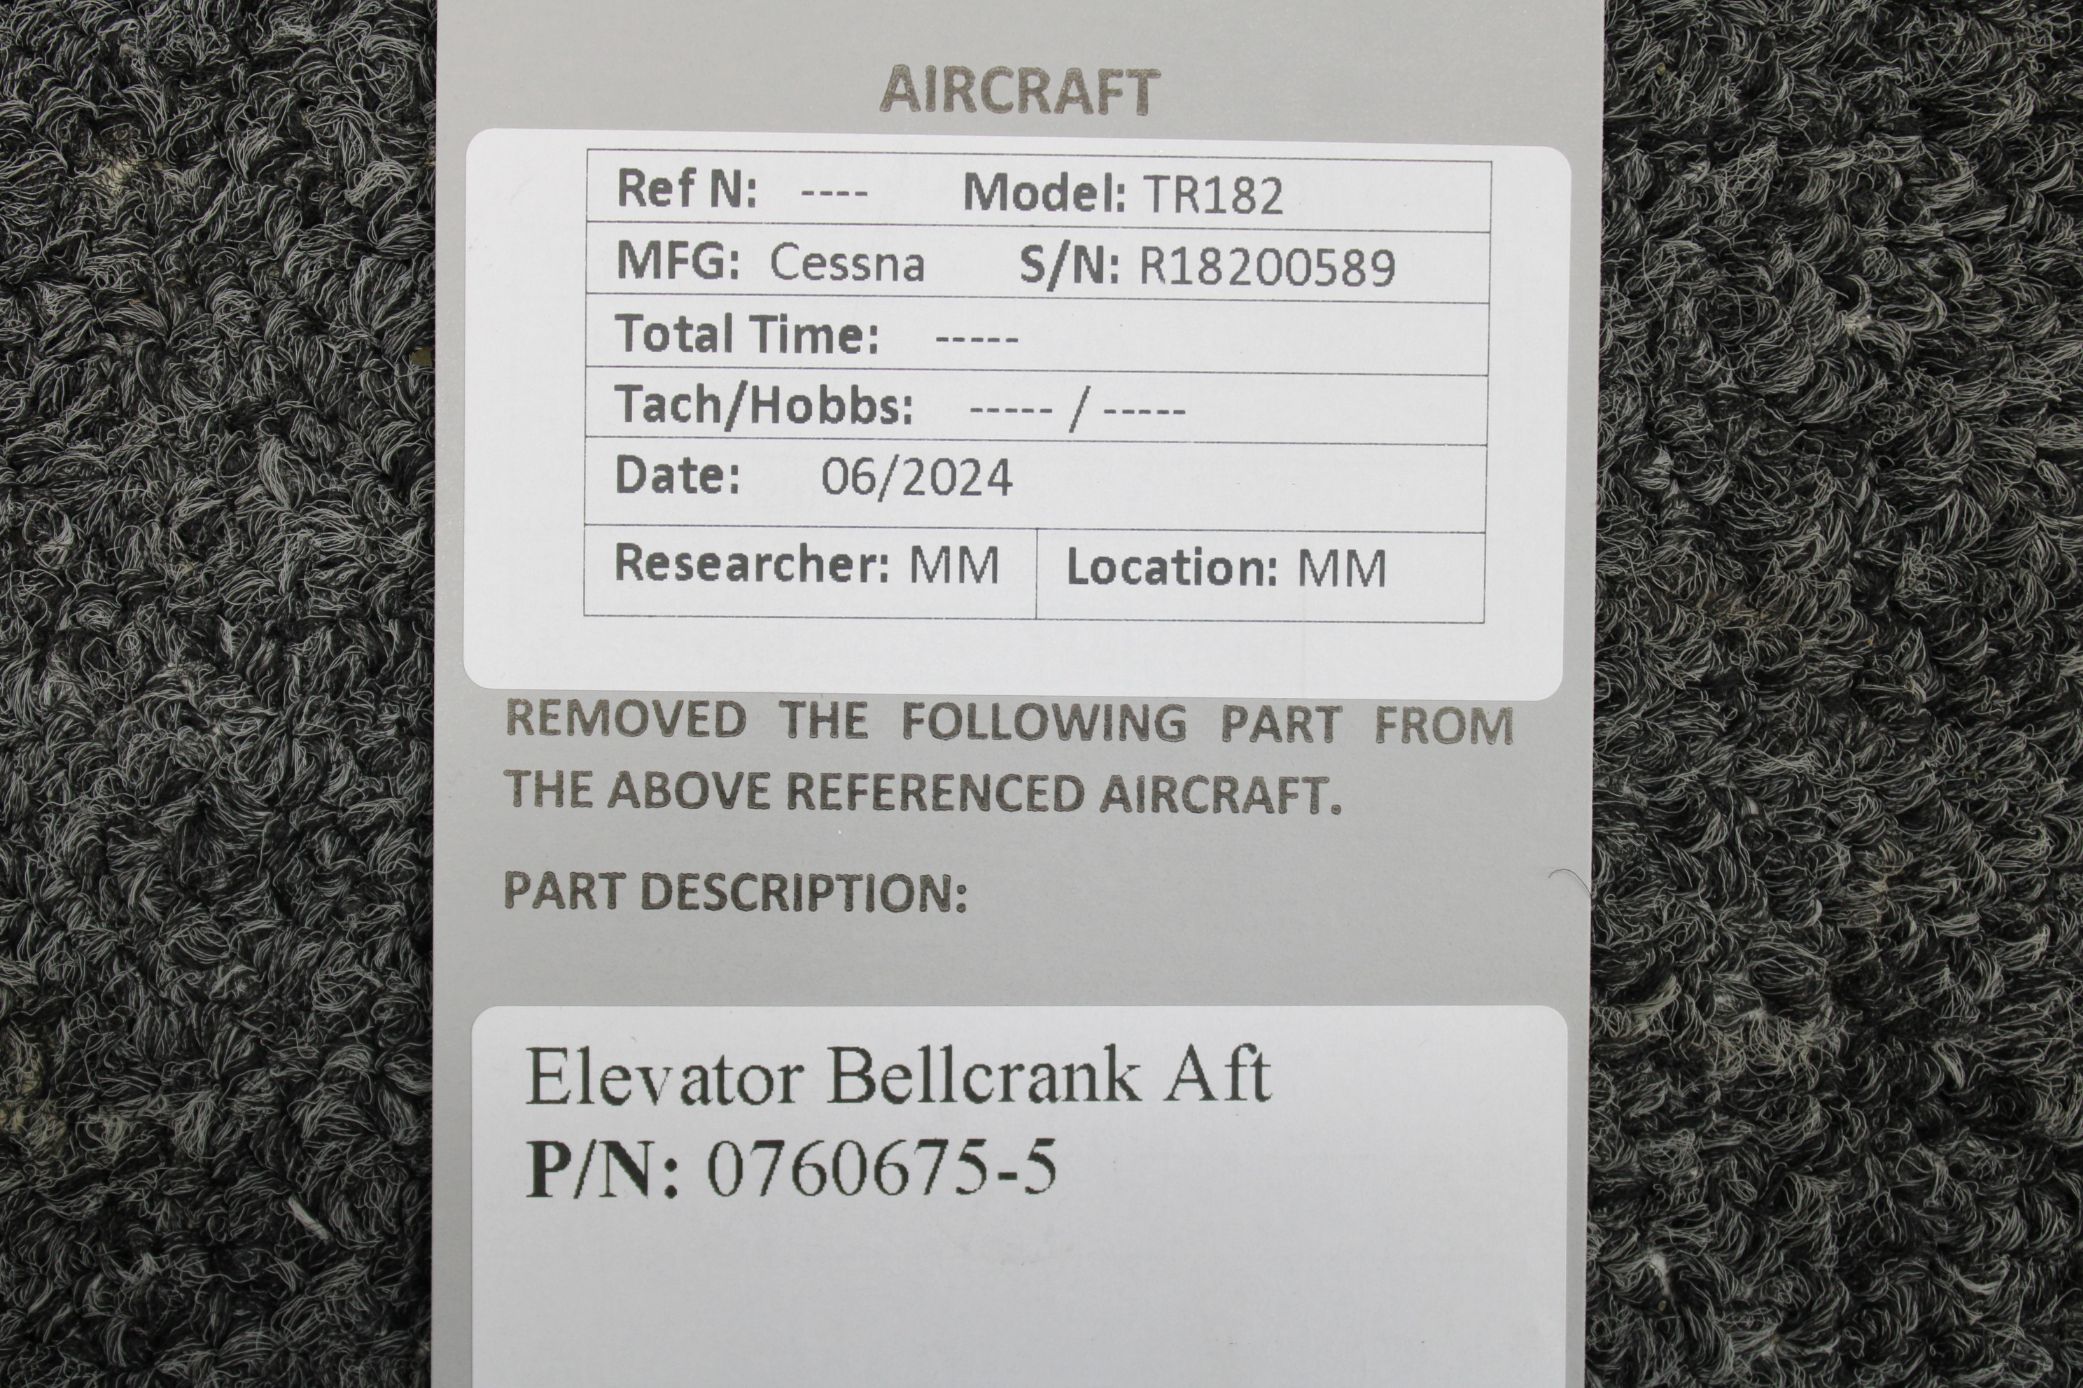 AIRCRAFT
Ref N: ---- Model: TR182
MFG: Cessna S/N: R18200589
Total Time: -----
Tach/Hobbs: ----- / -----
Date: 06/2024
Researcher: MM Location: MM
REMOVED THE FOLLOWING PART FROM
THE ABOVE REFERENCED AIRCRAFT.
PART DESCRIPTION:
Elevator Bellcrank Aft
P/N: 0760675-5